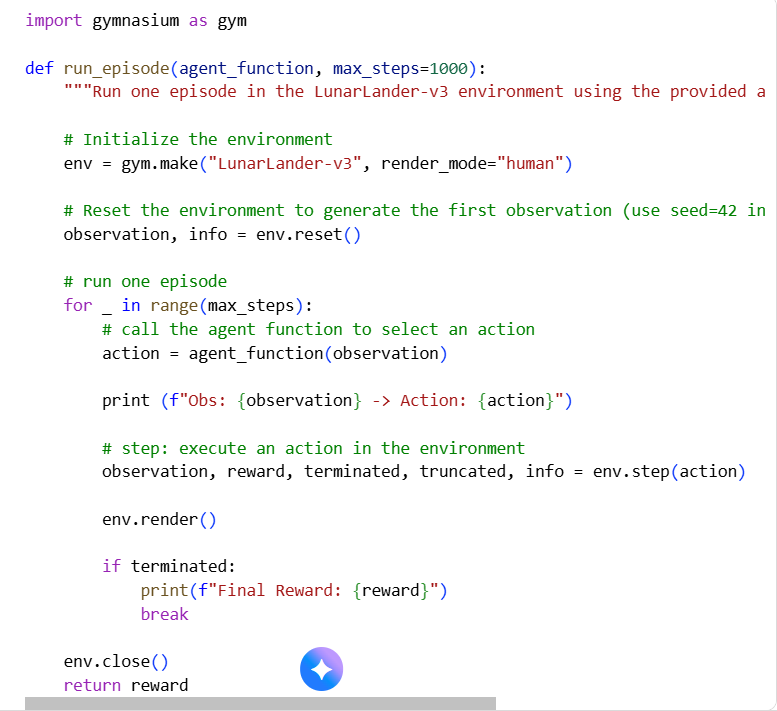 import gymnasium as gym
def run_episode(agent_function, max_steps=1000):
"""Run one episode in the LunarLander-v3 environment using the provided a
# Initialize the environment
env = gym.make("LunarLander-v3", render_mode="human")
# Reset the environment to generate the first observation (use seed=42 in
observation, info = env.reset()
# run one episode
for _ in range(max_steps):
# call the agent function to select an action
action = agent_function(observation)
print (f"Obs: {observation} -> Action: {action}")
# step: execute an action in the environment
observation, reward, terminated, truncated, info = env.step(action)
env.render()
if terminated:
print(f"Final Reward: {reward}")
break
env.close()
return reward